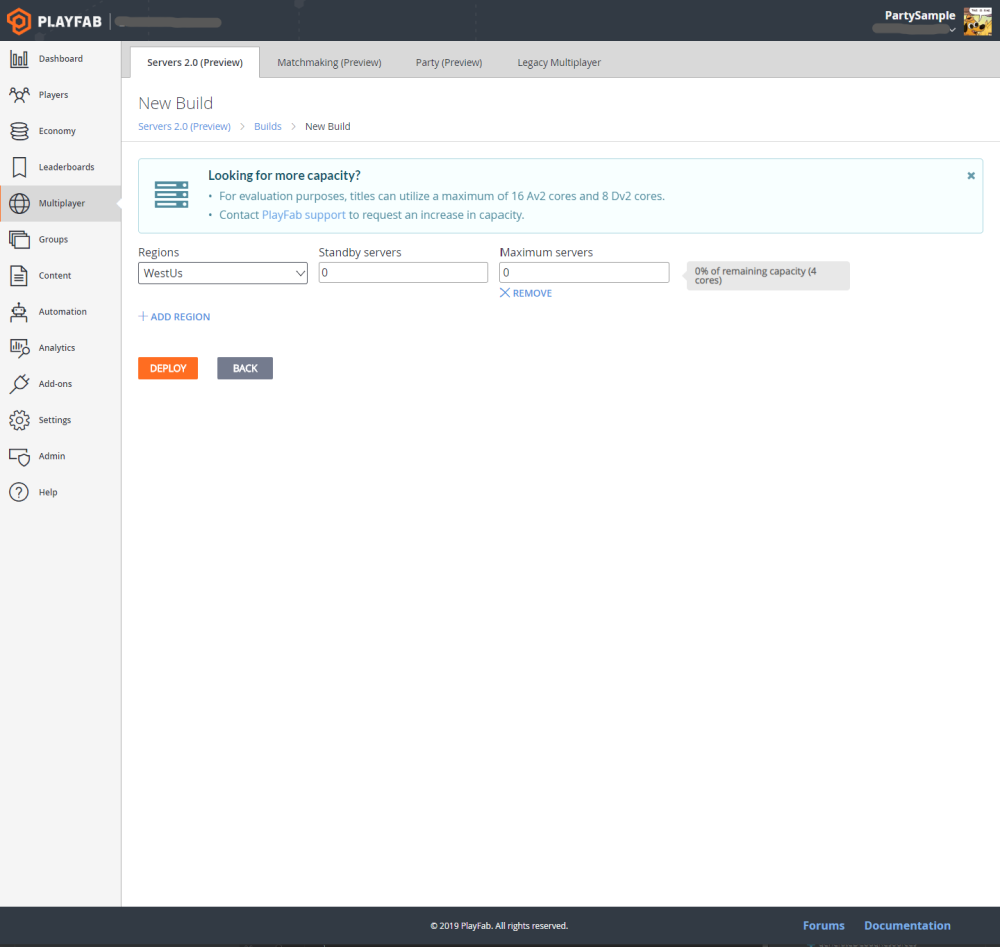 PLAYFAB
PartySample
Dashboard
Players
Economy
Leaderboards
Multiplayer
Groups
Content
Automation
Analytics
Add-ons
Settings
Admin
Help
Servers 2.0 (Preview) Matchmaking (Preview) Party (Preview) Legacy Multiplayer
New Build
Servers 2.0 (Preview) > Builds > New Build
Looking for more capacity?
• For evaluation purposes, titles can utilize a maximum of 16 Av2 cores and 8 Dv2 cores.
• Contact PlayFab support to request an increase in capacity.
Regions Standby servers Maximum servers
WestUs 0 0
0% of remaining capacity (4
cores)
REMOVE
+ ADD REGION
DEPLOY BACK
© 2019 PlayFab. All rights reserved.
Forums Documentation